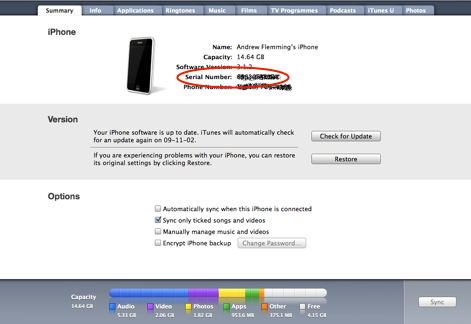 Summary Info Applications Ringtones Music Films TV Programmes Podcasts iTunes U Photos
iPhone
Name: Andrew Flemming's iPhone
Capacity: 14.64 GB
Software Version: 3.1.2
Serial Number:
Phone Number:
Version
Your iPhone software is up to date. iTunes will automatically check
for an update again on 09-11-02.
Check for Update
If you are experiencing problems with your iPhone, you can restore
its original settings by clicking Restore.
Restore
Options
Automatically sync when this iPhone is connected
Sync only ticked songs and videos
Manually manage music and videos
Encrypt iPhone backup Change Password...
Capacity
14.64 GB
Audio Video Photos Apps Other Free
5.33 GB 2.06 GB 1.82 GB 953.6 MB 375.1 MB 4.15 GB
Sync